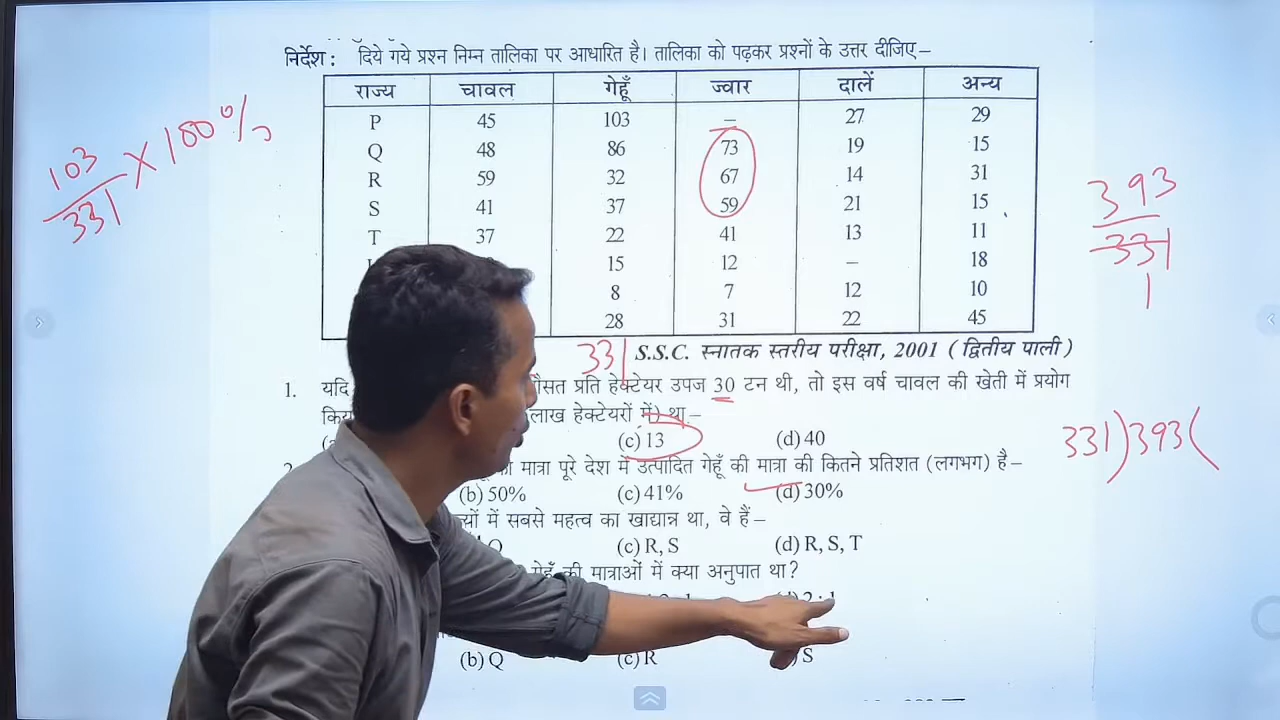 निर्देश : दिये गये प्रश्न निम्न तालिका पर आधारित है। तालिका को पढ़कर प्रश्नों के उत्तर दीजिए–
राज्य चावल गेहूँ ज्वार दालें अन्य
P 45 103 – 27 29
Q 48 86 73 19 15
R 59 32 67 14 31
S 41 37 59 21 15
T 37 22 41 13 11
15 12 – 18
8 7 12 10
28 31 22 45
331
S.S.C. स्नातक स्तरीय परीक्षा, 2001 ( द्वितीय पाली )
1. यदि औसत प्रति हेक्टेयर उपज 30 टन थी, तो इस वर्ष चावल की खेती में प्रयोग
लाख हेक्टेयरों में) था–
(c) 13 (d) 40
मात्रा पूरे देश में उत्पादित गेहूँ की मात्रा की कितने प्रतिशत (लगभग) है–
(b) 50% (c) 41% (d) 30%
में सबसे महत्व का खाद्यान्न था, वे हैं–
Q (c) R, S (d) R, S, T
गेहूँ की मात्राओं में क्या अनुपात था?
2 : 1
(b) Q (c) R S
103/331 × 100%
393
331
1
331)393(